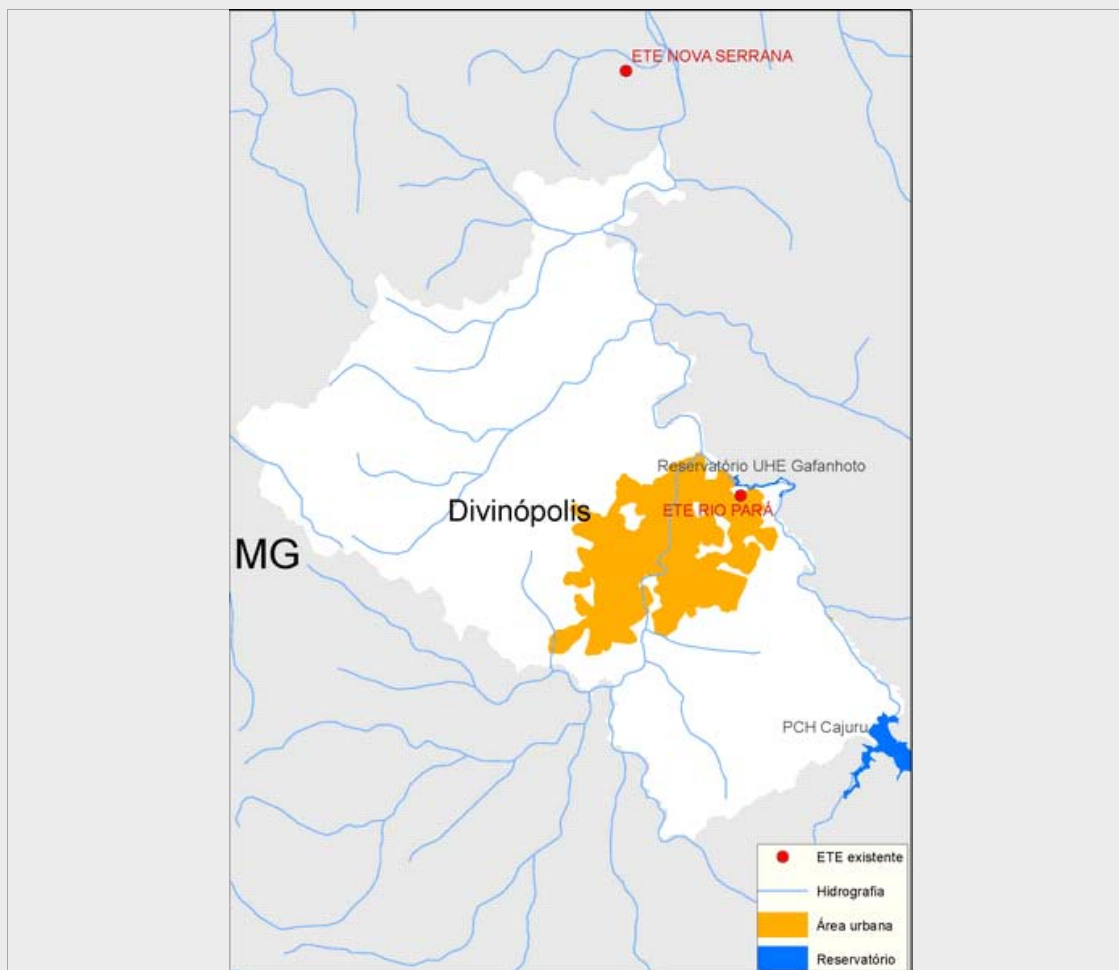 ETE NOVA SERRANA
Reservatório UHE Gafanhoto
ETE RIO PARÁ
Divinópolis
MG
PCH Cajuru
ETE existente
Hidrografia
Área urbana
Reservatório